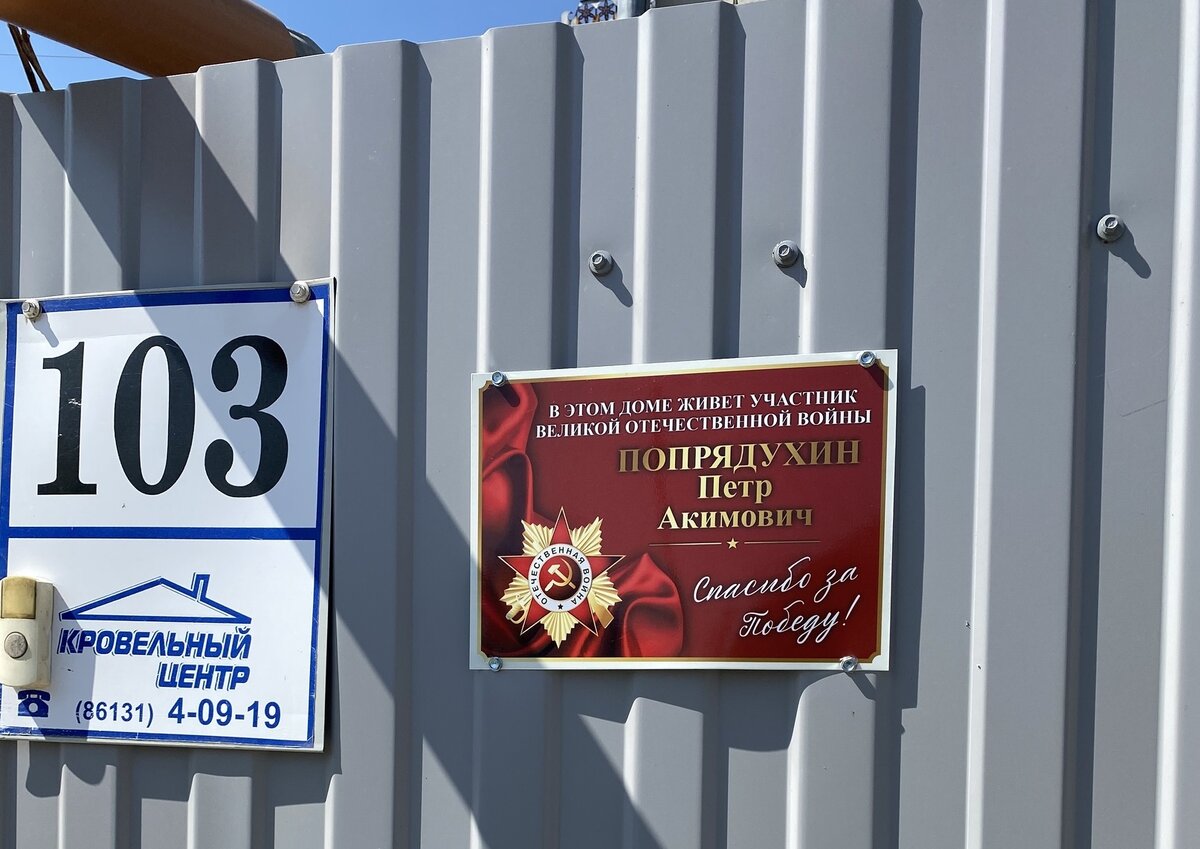 103
КРОВЕЛЬНЫЙ
ЦЕНТР
(86131) 4-09-19
В ЭТОМ ДОМЕ ЖИВЕТ УЧАСТНИК
ВЕЛИКОЙ ОТЕЧЕСТВЕННОЙ ВОЙНЫ
ПОПРЯДУХИН
Петр
Акимович
ОТЕЧЕСТВЕННАЯ ВОЙНА
Спасибо за
Победу!